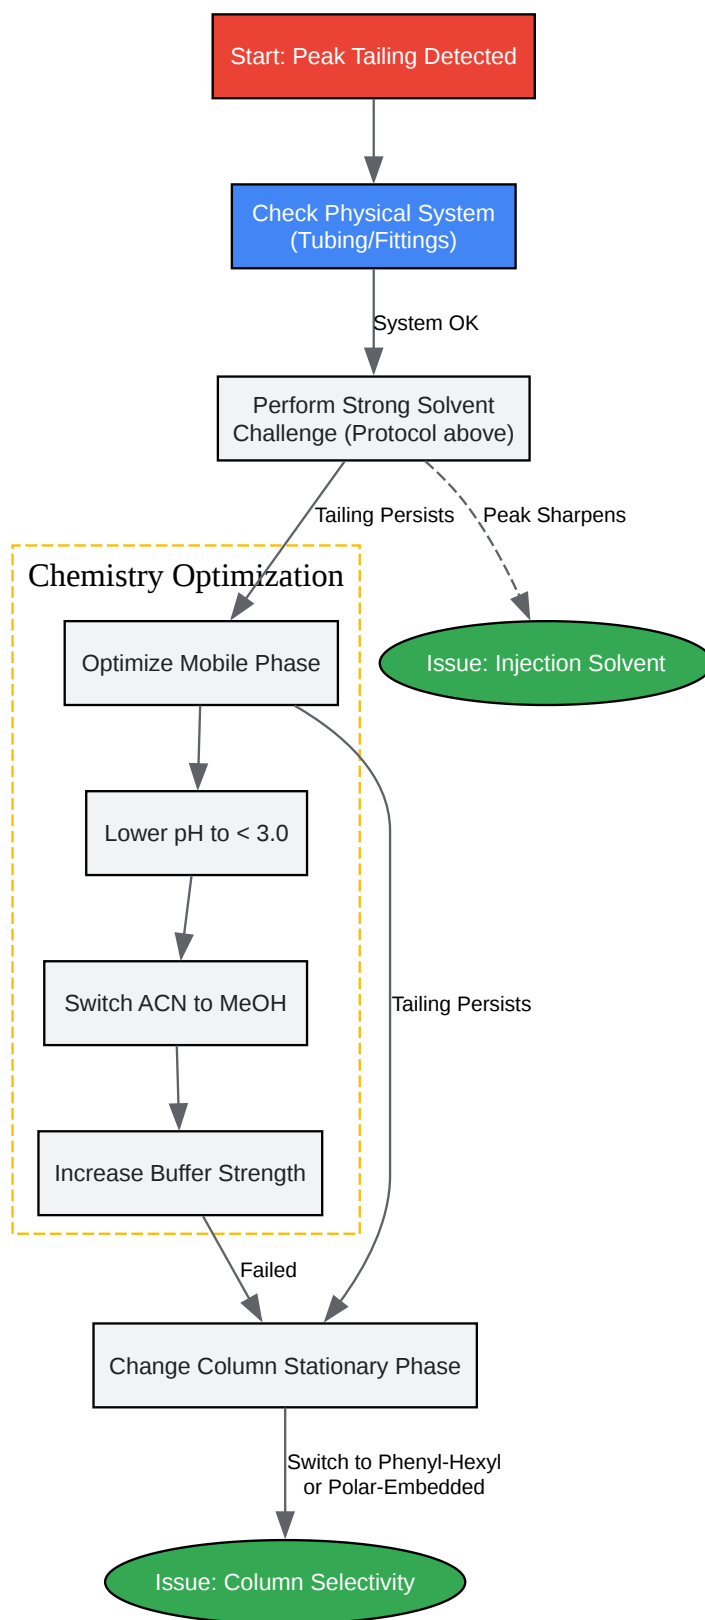 Start: Peak Tailing Detected
Check Physical System
(Tubing/Fittings)
System OK
Perform Strong Solvent
Challenge (Protocol above)
Tailing Persists
Peak Sharpens
Chemistry Optimization
Optimize Mobile Phase
Issue: Injection Solvent
Lower pH to < 3.0
Switch ACN to MeOH
Tailing Persists
Increase Buffer Strength
Failed
Change Column Stationary Phase
Switch to Phenyl-Hexyl
or Polar-Embedded
Issue: Column Selectivity